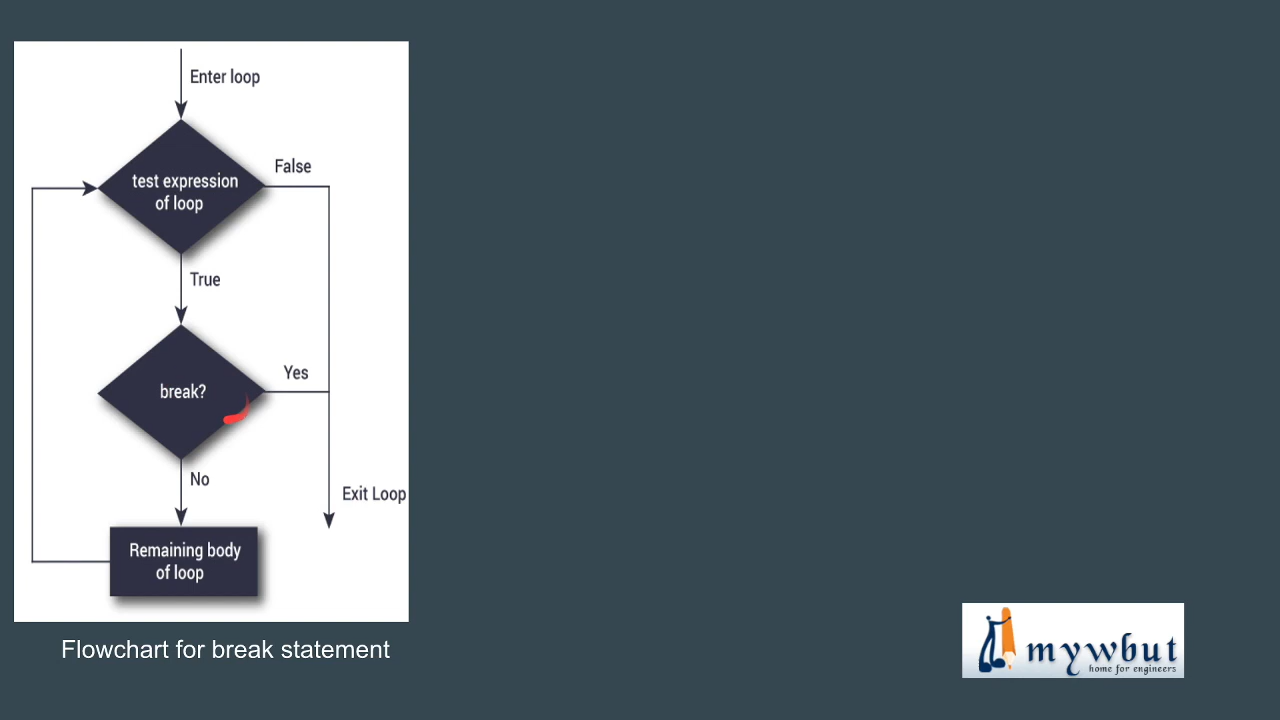 Enter loop
False
test expression
of loop
True
Yes
break?
No
Exit Loop
Remaining body
of loop
Flowchart for break statement
mywbut
home for engineers